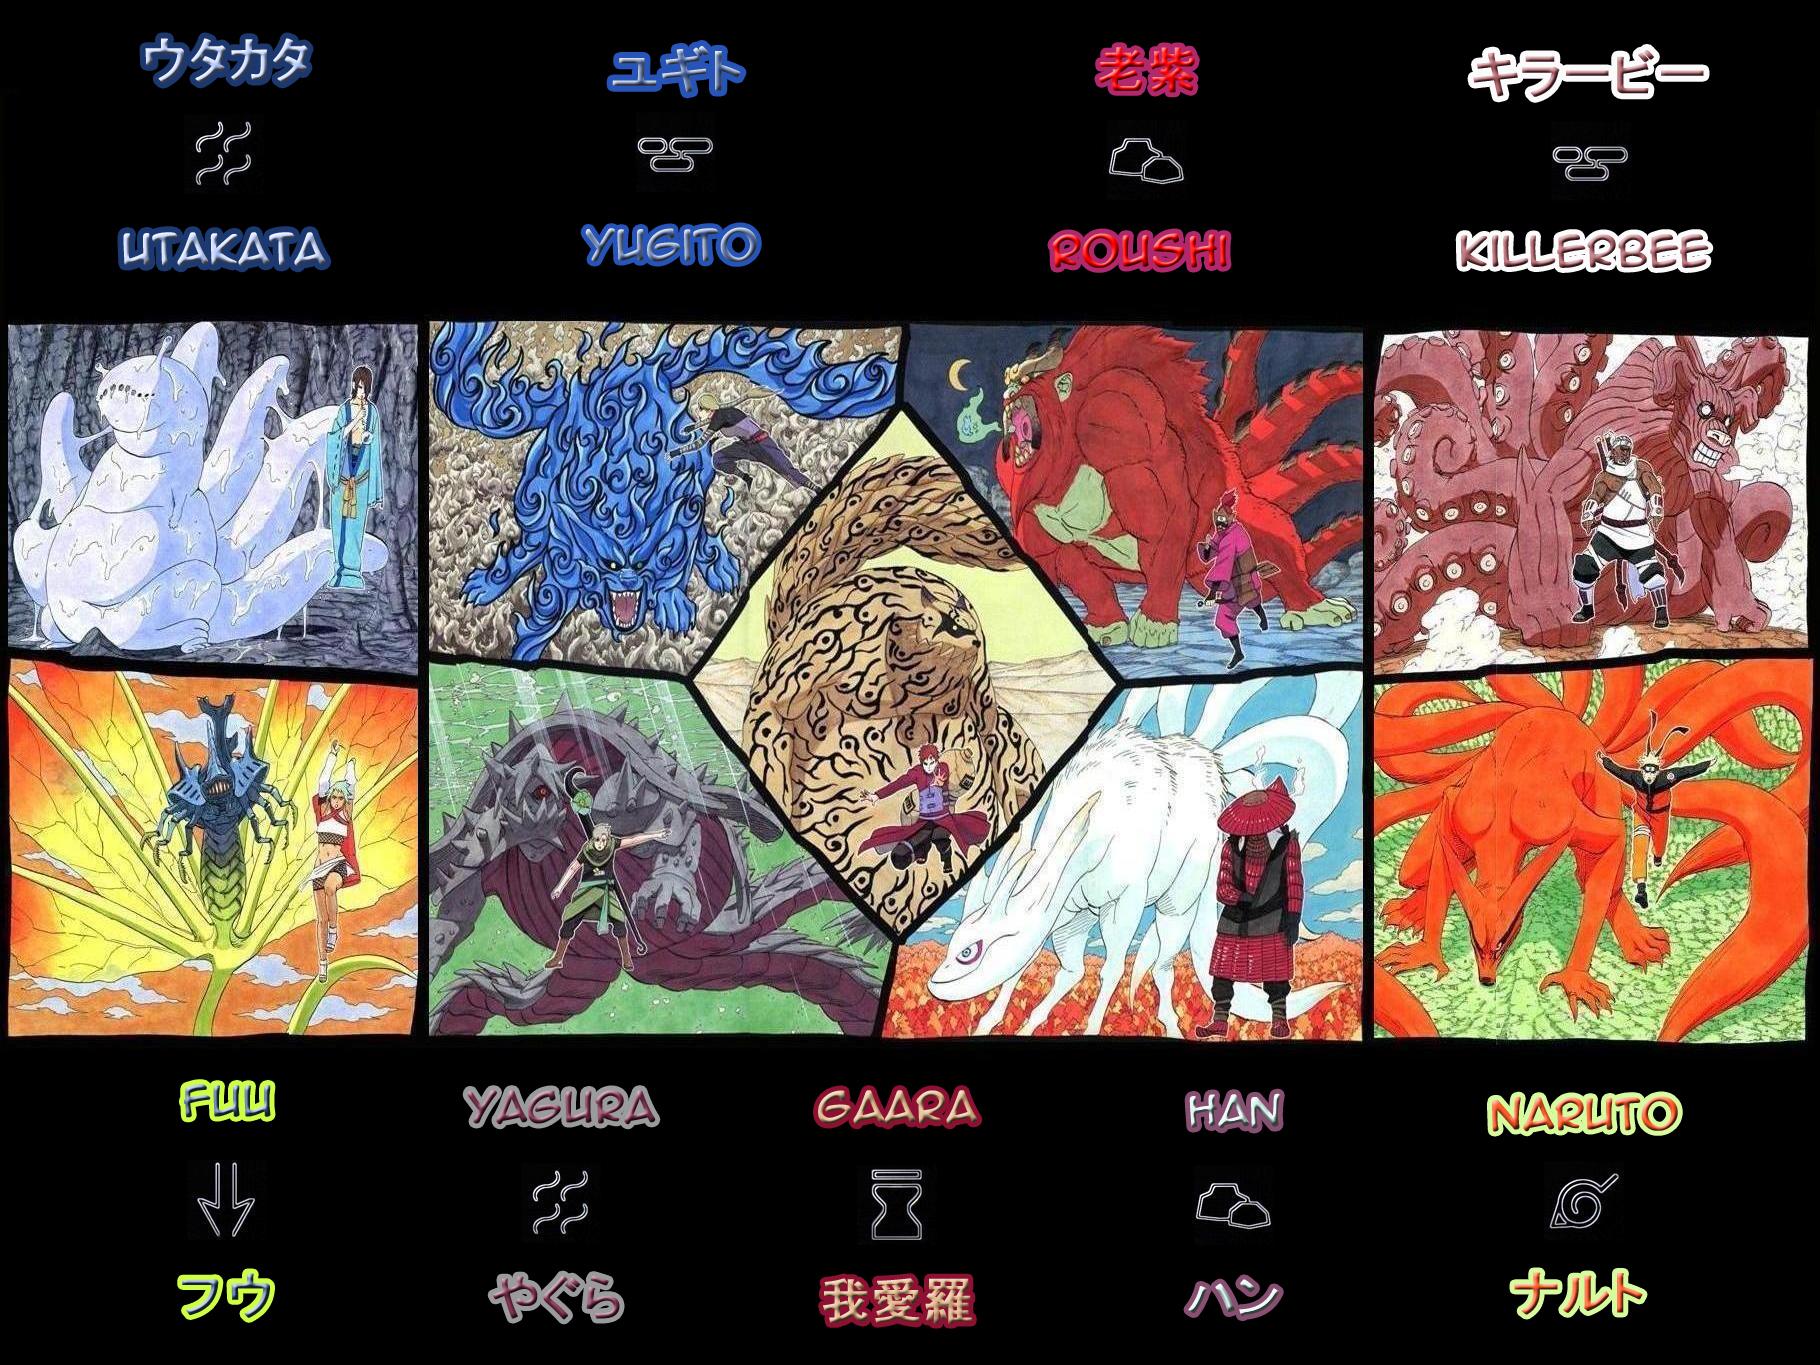 ウタカタ
ユギト
老紫
キラービー
UTAKATA
YUGITO
ROUSHI
KILLERBEE
FUU
YAGURA
GAARA
HAN
NARUTO
フウ
やぐら
我愛羅
ハン
ナルト